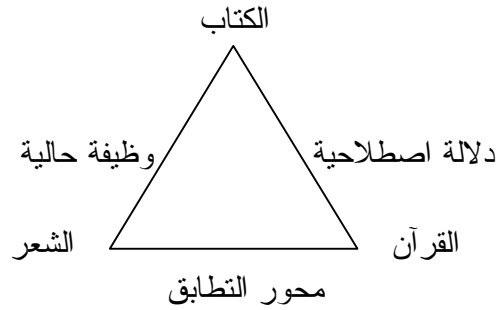 الكتاب
دلالة اصطلاحية
وظيفة حالية
القرآن
الشعر
محور التطابق